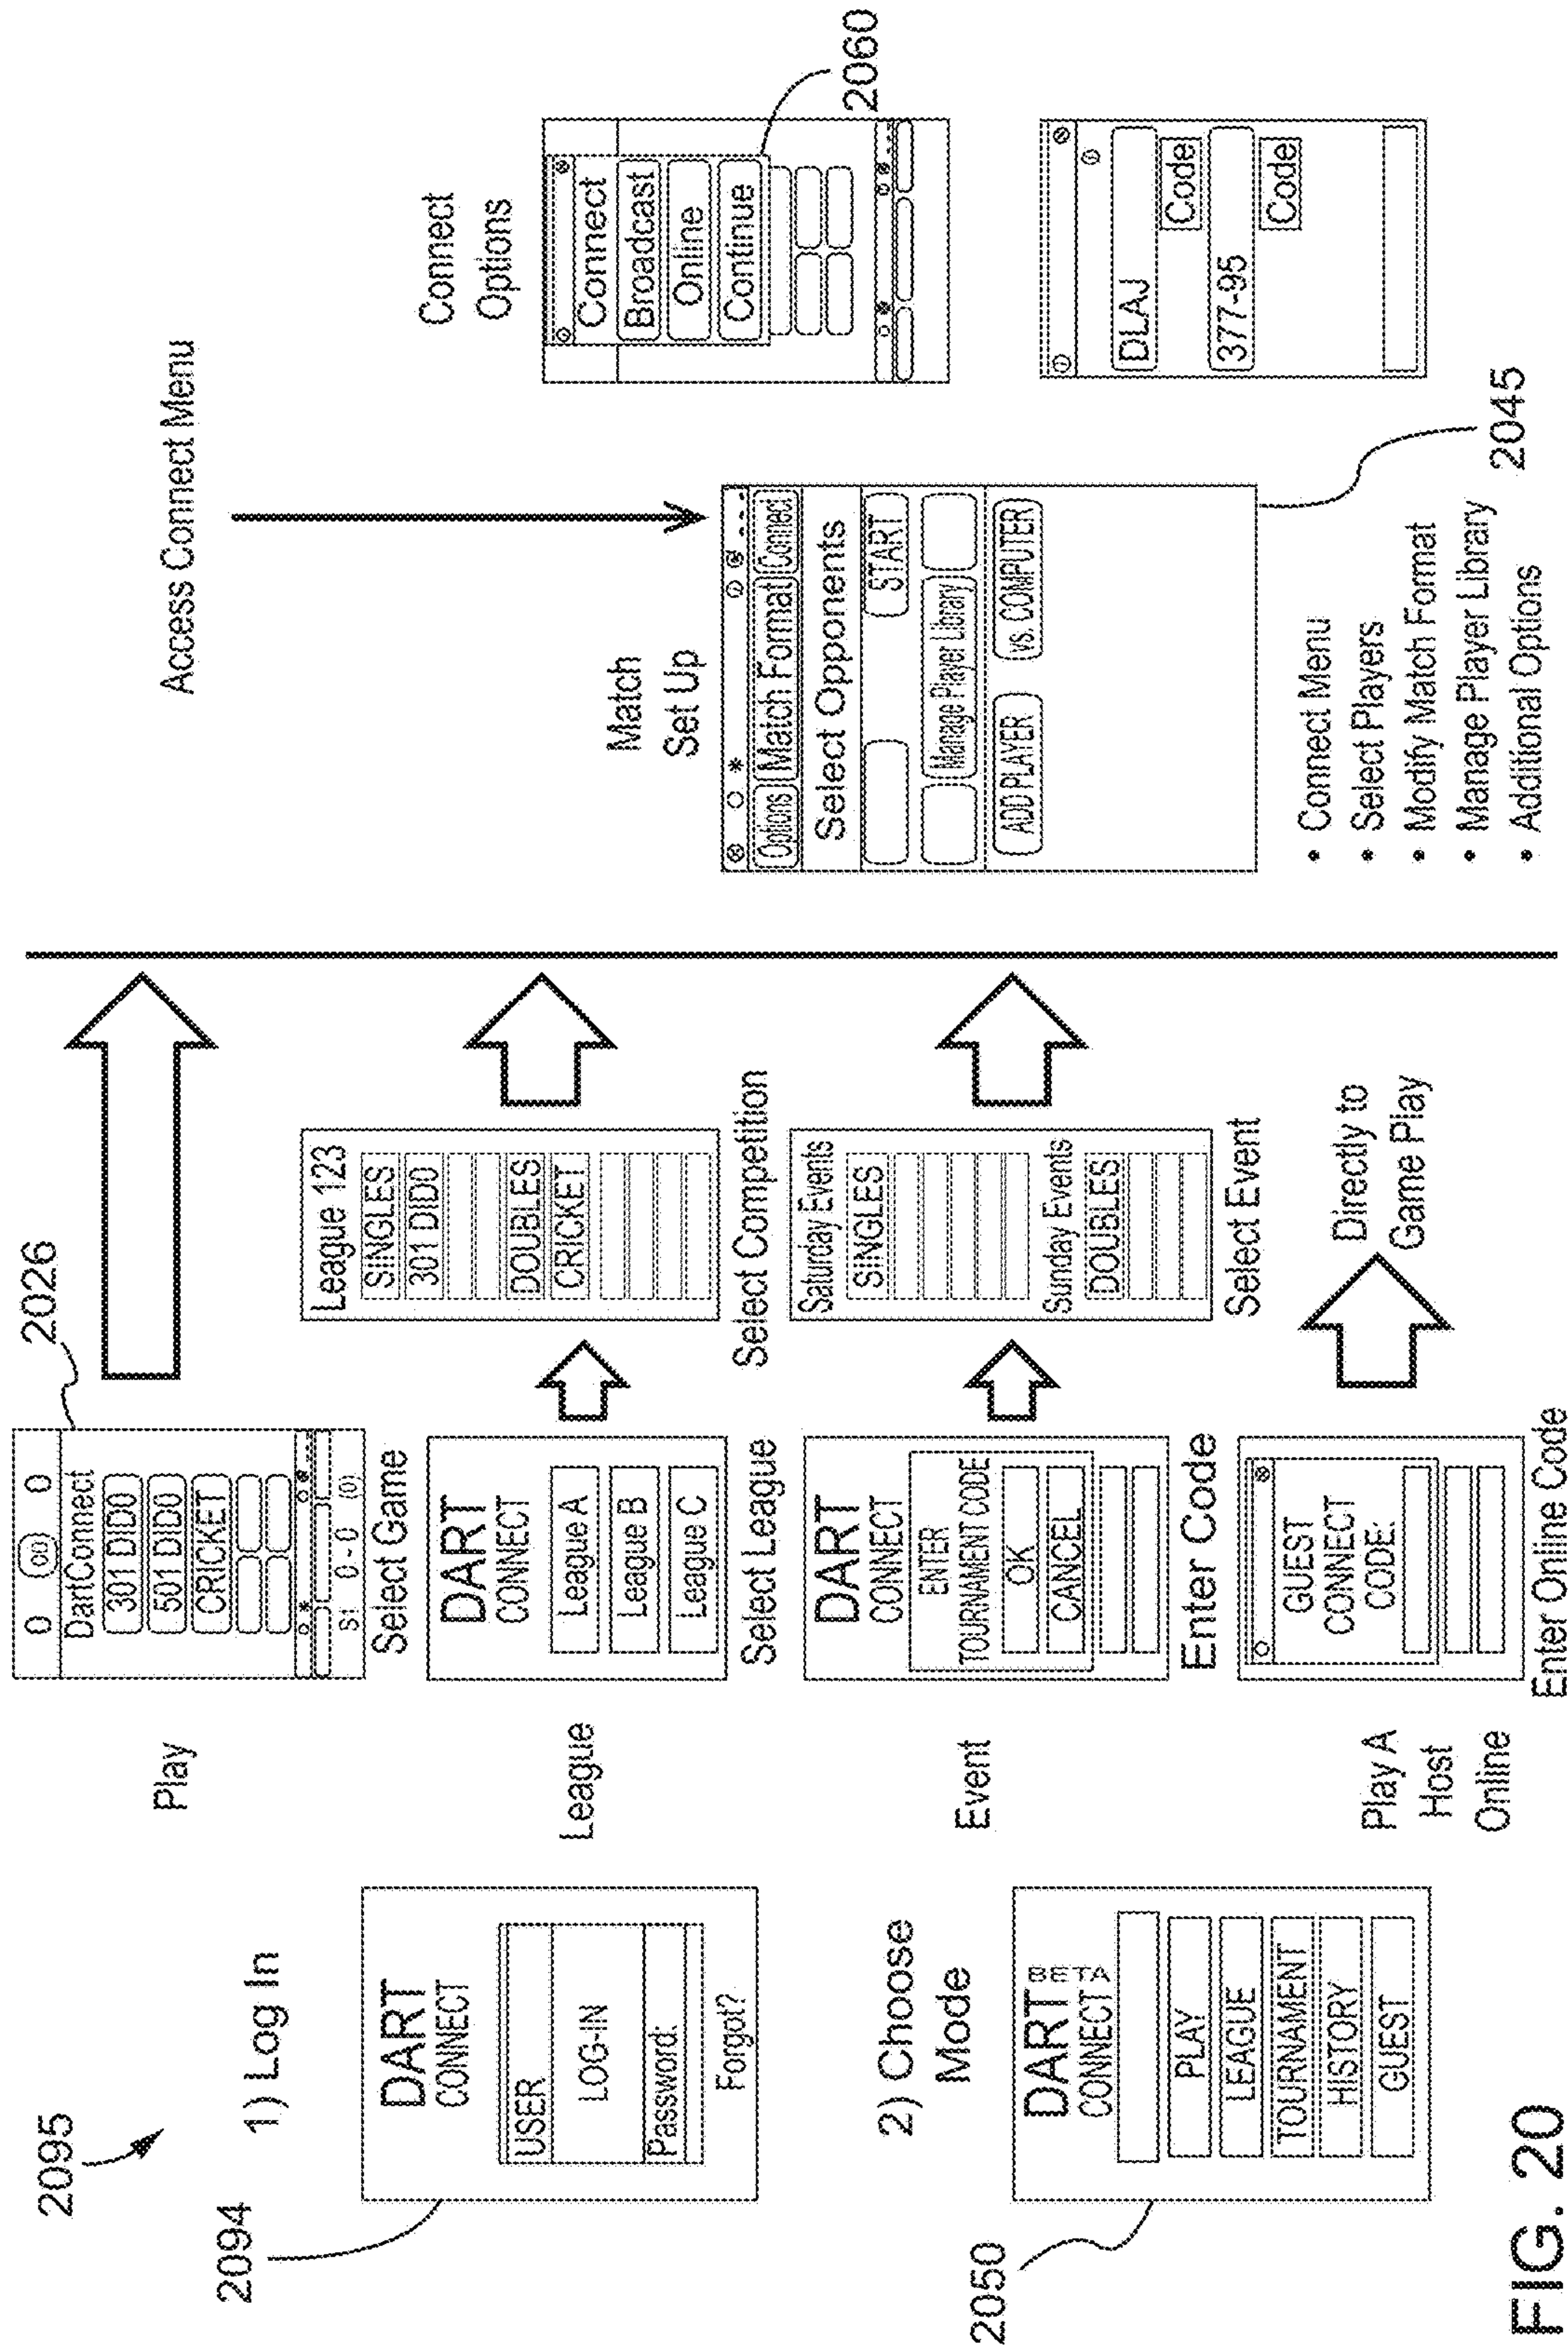 2095
1) Log In
2094
DART
CONNECT
USER
LOG-IN
Password:
Forgot?
2) Choose
Mode
2050
DART BETA
CONNECT
PLAY
LEAGUE
TOURNAMENT
HISTORY
GUEST
Play
2026
DartConnect
301 DIDO
501 DIDO
CRICKET
0 - 0
Select Game
League
DART
CONNECT
League A
League B
League C
Select League
League 123
SINGLES
301 DIDO
DOUBLES
CRICKET
Select Competition
Event
DART
CONNECT
ENTER
TOURNAMENT CODE
OK
CANCEL
Enter Code
Saturday Events
SINGLES
Sunday Events
DOUBLES
Select Event
Play A
Host
Online
GUEST
CONNECT
CODE:
Enter Online Code
Directly to
Game Play
Access Connect Menu
Match
Set Up
Options Match Format Connect
Select Opponents
START
Manage Player Library
ADD PLAYER vs. COMPUTER
2045
• Connect Menu
• Select Players
• Modify Match Format
• Manage Player Library
• Additional Options
Connect
Options
Connect
Broadcast
Online
Continue
2060
DLAJ
Code
377-95
Code
FIG. 20